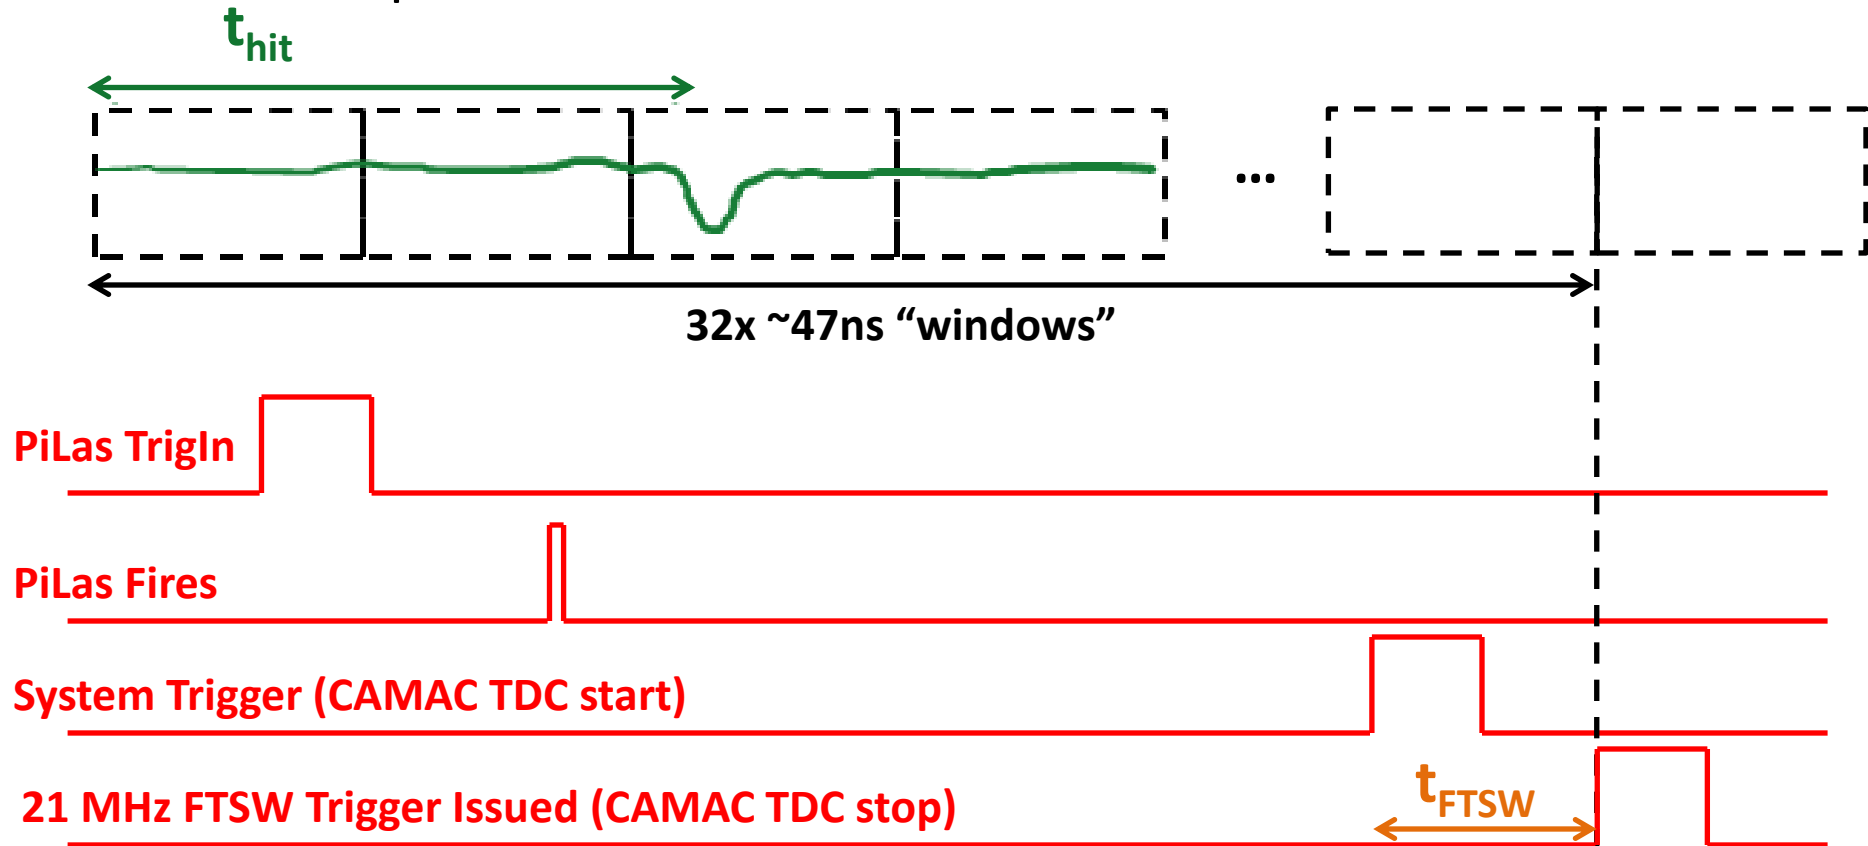 t_hit
...
32x ~47ns “windows”
PiLas TrigIn
PiLas Fires
System Trigger (CAMAC TDC start)
t_FTSW
21 MHz FTSW Trigger Issued (CAMAC TDC stop)